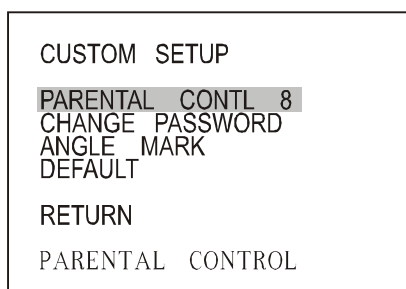 CUSTOM SETUP
PARENTAL CONTL 8
CHANGE PASSWORD
ANGLE MARK
DEFAULT
RETURN
PARENTAL CONTROL